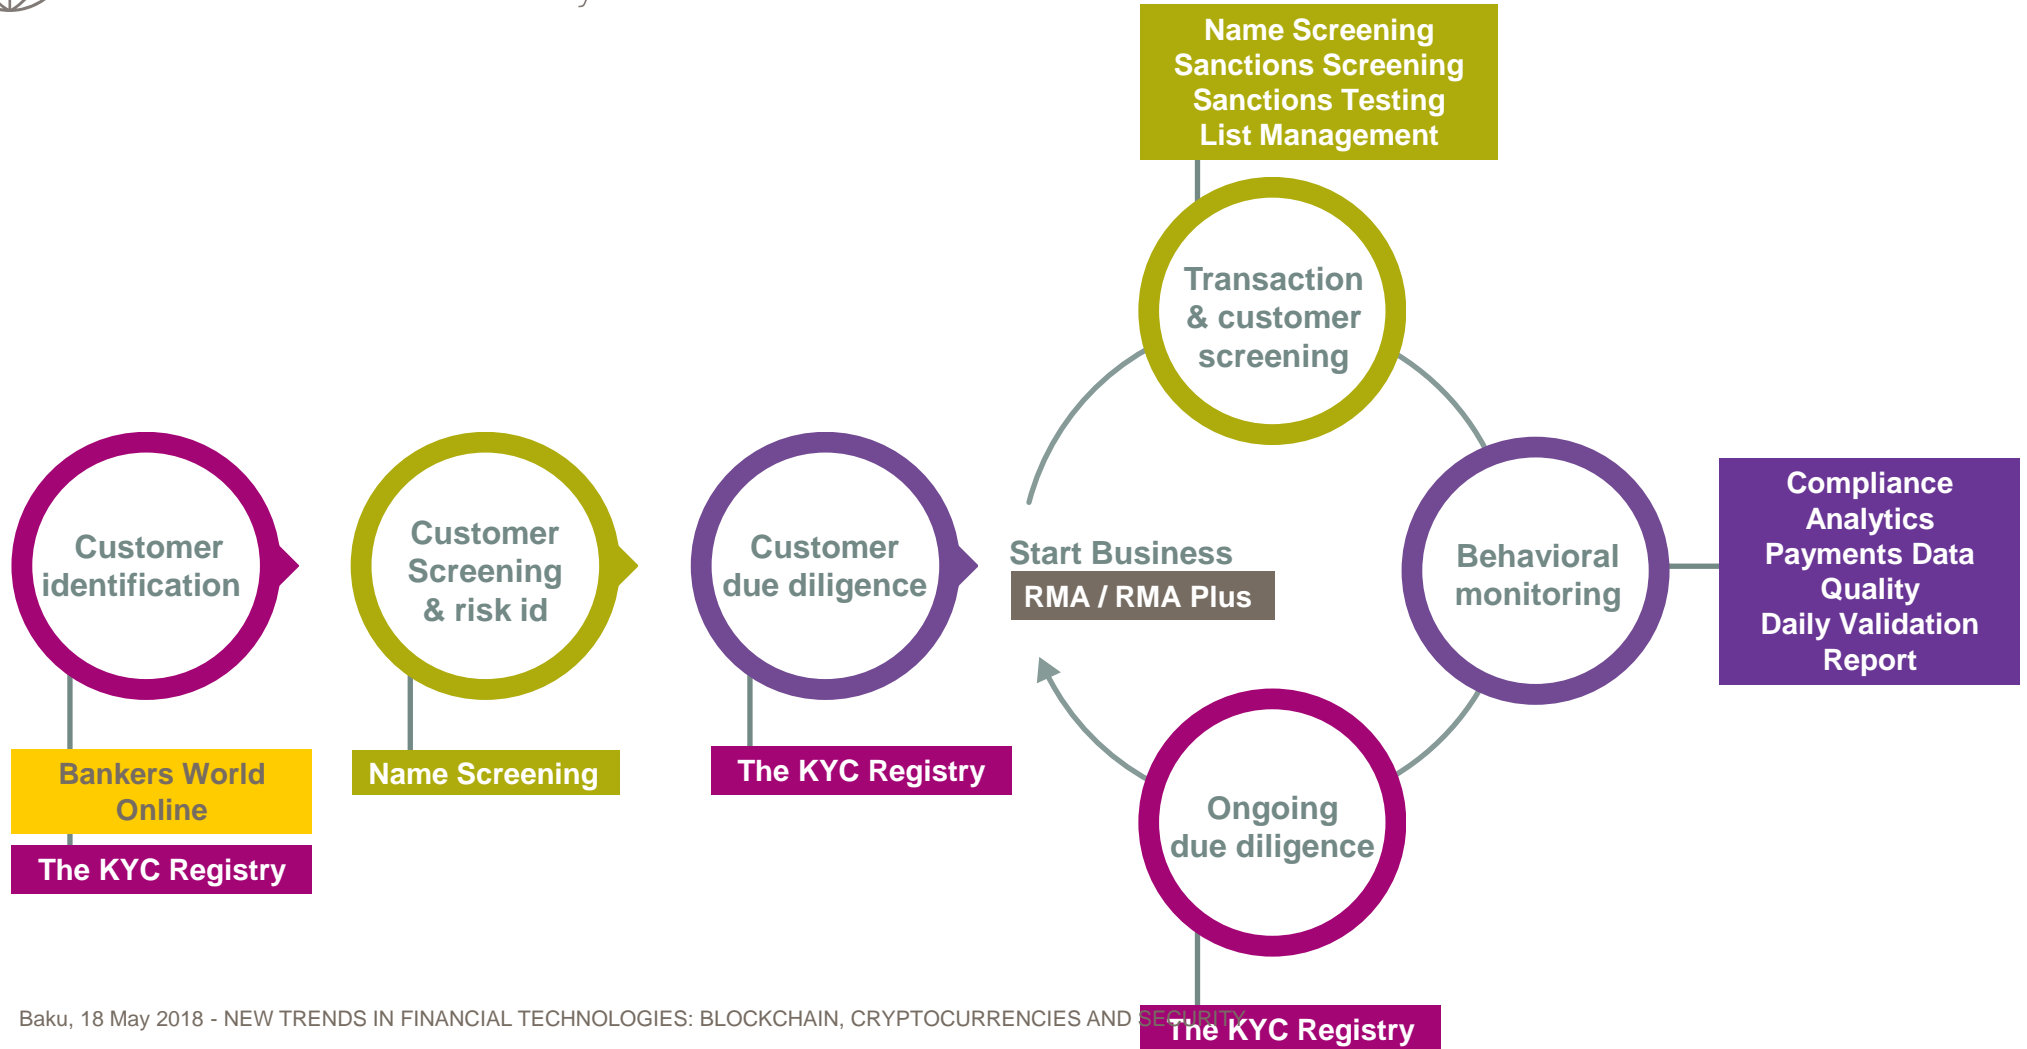 Name Screening
Sanctions Screening
Sanctions Testing
List Management
Transaction
& customer
screening
Customer
identification
Customer
Screening
& risk id
Customer
due diligence
Start Business
RMA / RMA Plus
Behavioral
monitoring
Compliance
Analytics
Payments Data
Quality
Daily Validation
Report
Bankers World
Online
The KYC Registry
Name Screening
The KYC Registry
Ongoing
due diligence
The KYC Registry
Baku, 18 May 2018 - NEW TRENDS IN FINANCIAL TECHNOLOGIES: BLOCKCHAIN, CRYPTOCURRENCIES AND SECURITY